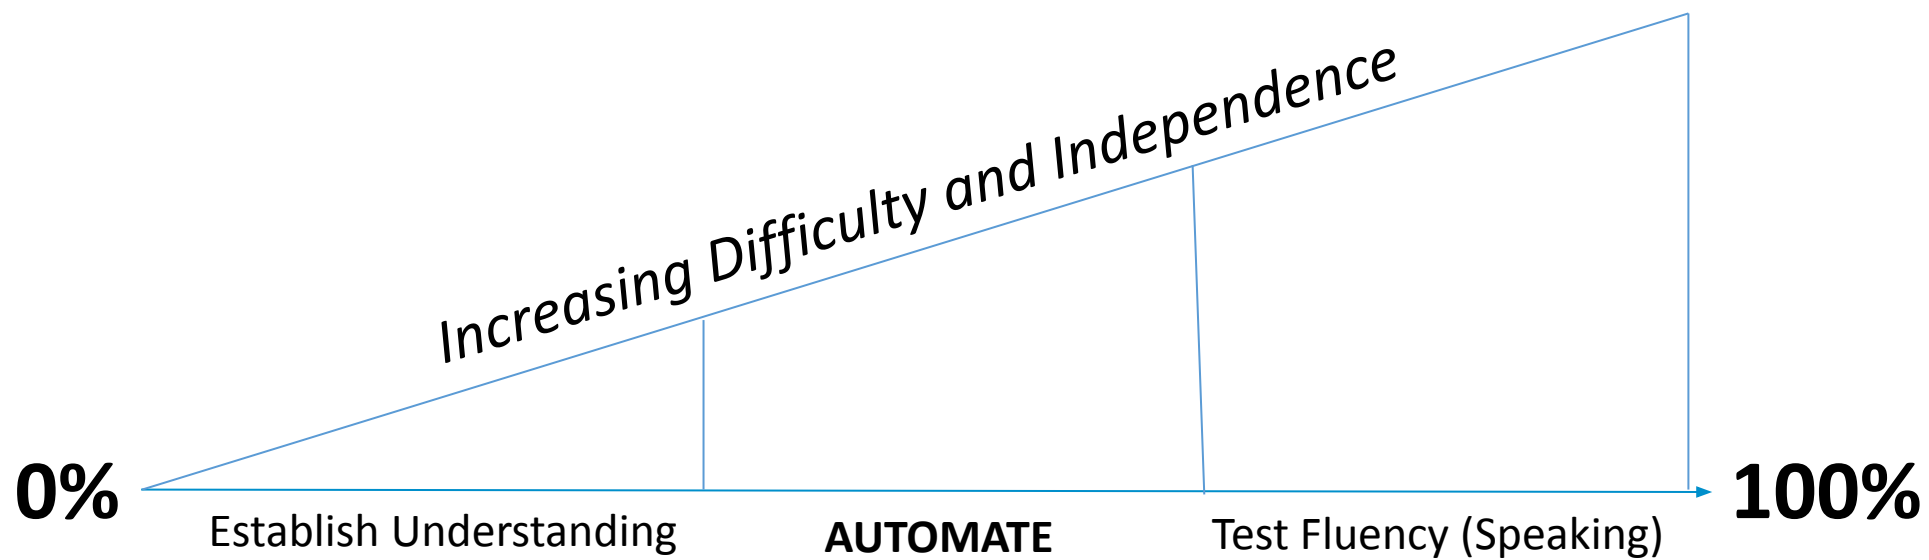 Increasing Difficulty and Independence
0%
100%
Establish Understanding
AUTOMATE
Test Fluency (Speaking)